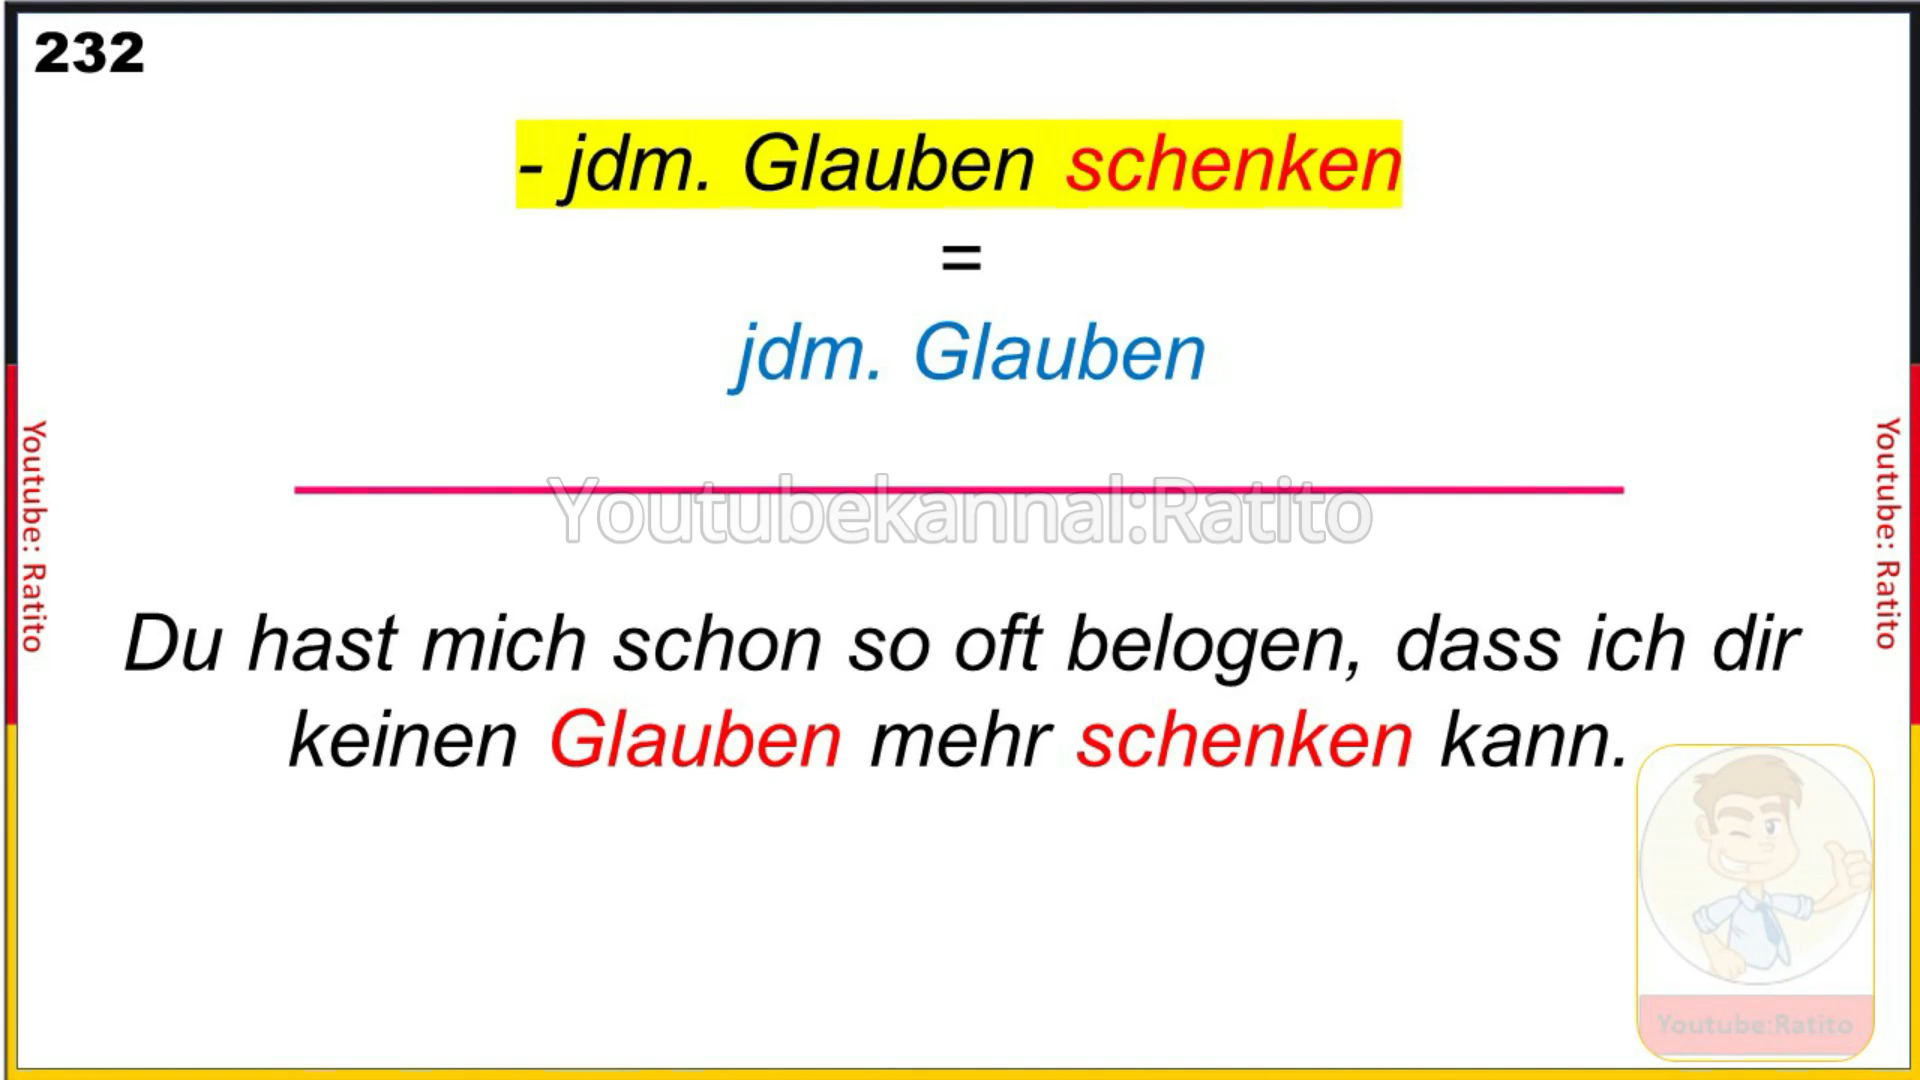 232
- jdm. Glauben schenken
=
jdm. Glauben
Youtube: Ratito
Youtubekannal:Ratito
Youtube: Ratito
Du hast mich schon so oft belogen, dass ich dir
keinen Glauben mehr schenken kann.
Youtube:Ratito